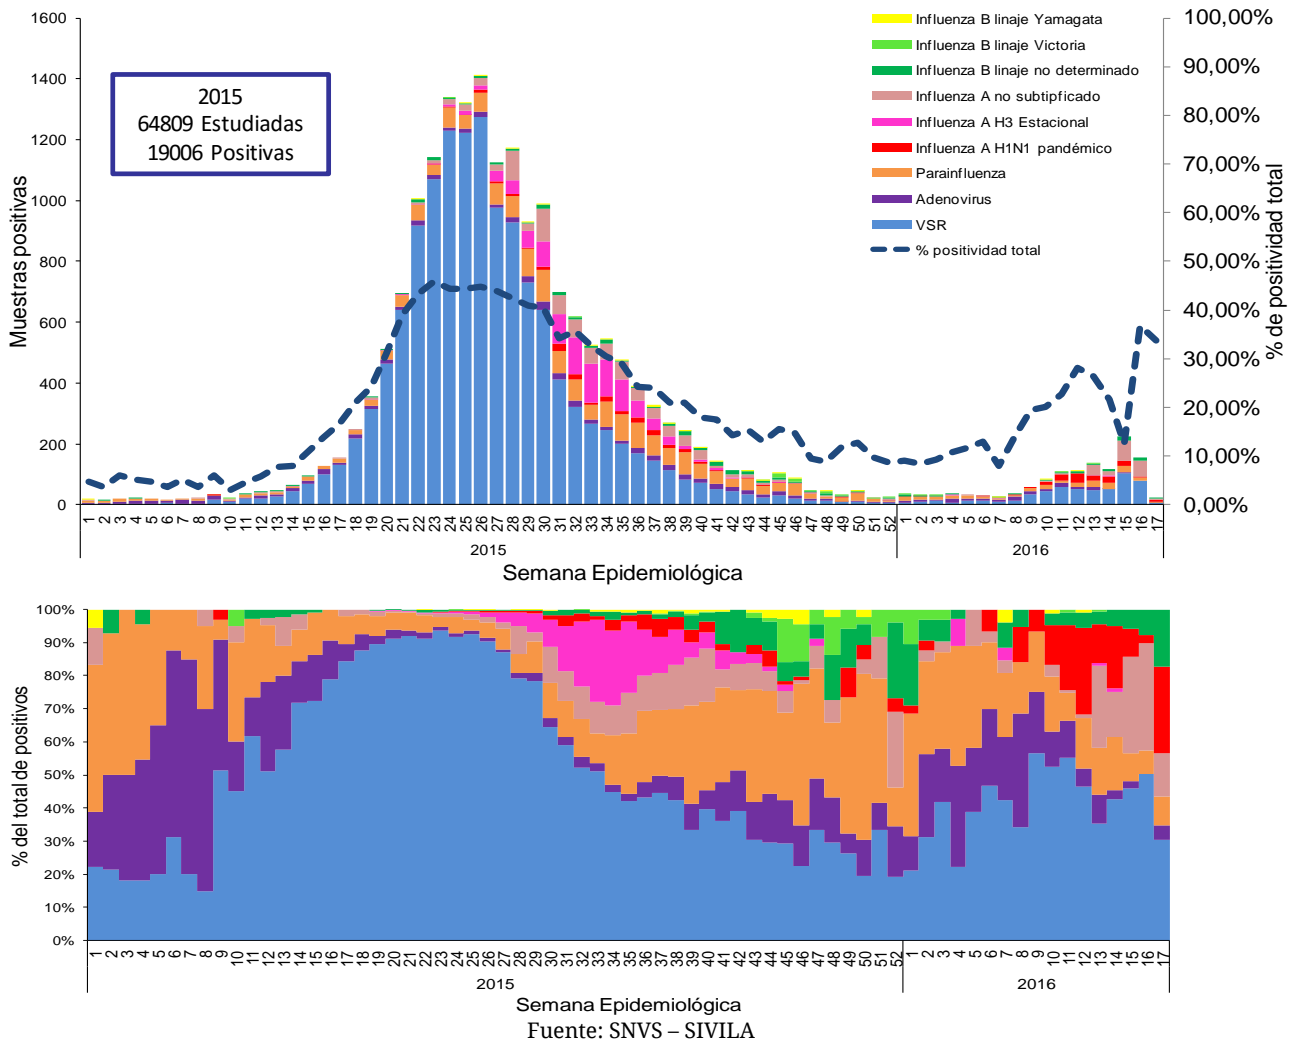 1600
1400
1200
1000
800
600
400
200
0
Muestras positivas
2015
64809 Estudiadas
19006 Positivas
Influenza B linaje Yamagata
Influenza B linaje Victoria
Influenza B linaje no determinado
Influenza A no subtipficado
Influenza A H3 Estacional
Influenza A H1N1 pandémico
Parainfluenza
Adenovirus
VSR
% positividad total
100,00%
90,00%
80,00%
70,00%
60,00%
50,00%
40,00%
30,00%
20,00%
10,00%
0,00%
% de positividad total
1 2 3 4 5 6 7 8 9 10 11 12 13 14 15 16 17 18 19 20 21 22 23 24 25 26 27 28 29 30 31 32 33 34 35 36 37 38 39 40 41 42 43 44 45 46 47 48 49 50 51 52 1 2 3 4 5 6 7 8 9 10 11 12 13 14 15 16 17
2015 2016
Semana Epidemiológica
100%
90%
80%
70%
60%
50%
40%
30%
20%
10%
0%
% del total de positivos
1 2 3 4 5 6 7 8 9 10 11 12 13 14 15 16 17 18 19 20 21 22 23 24 25 26 27 28 29 30 31 32 33 34 35 36 37 38 39 40 41 42 43 44 45 46 47 48 49 50 51 52 1 2 3 4 5 6 7 8 9 10 11 12 13 14 15 16 17
2015 2016
Semana Epidemiológica
Fuente: SNVS – SIVILA